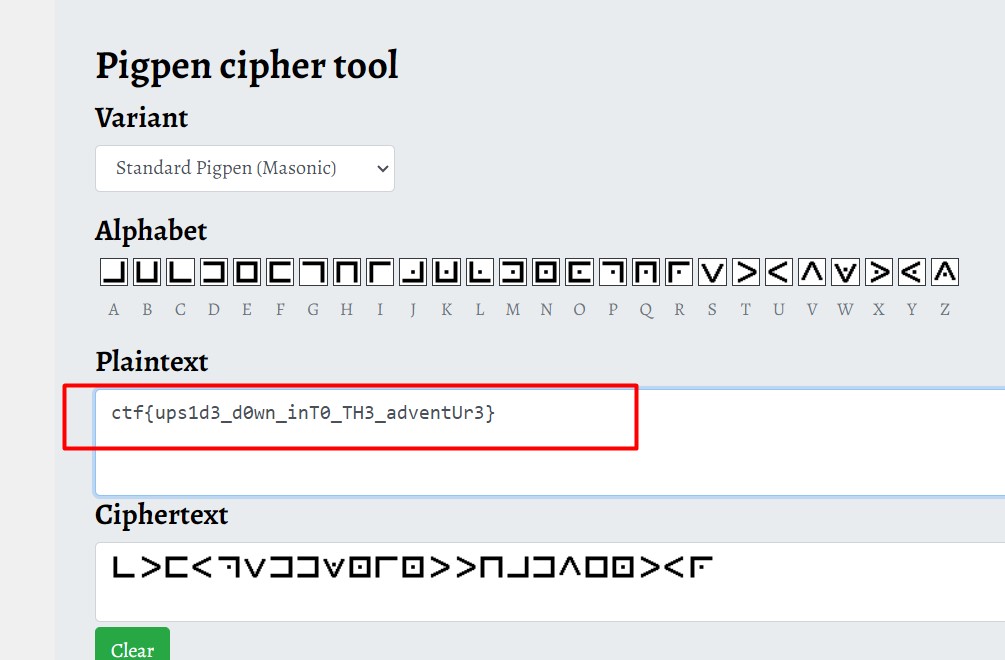 Pigpen cipher tool
Variant
Standard Pigpen (Masonic)
Alphabet
A B C D E F G H I J K L M N O P Q R S T U V W X Y Z
Plaintext
ctf{ups1d3_d0wn_inT0_TH3_adventUr3}
Ciphertext
Clear